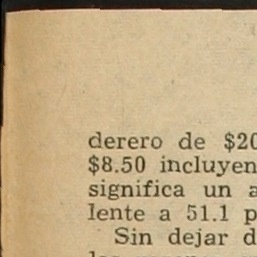 derero de $20
$8.50 incluyen
significa un a
lente a 51.1 p
Sin dejar d